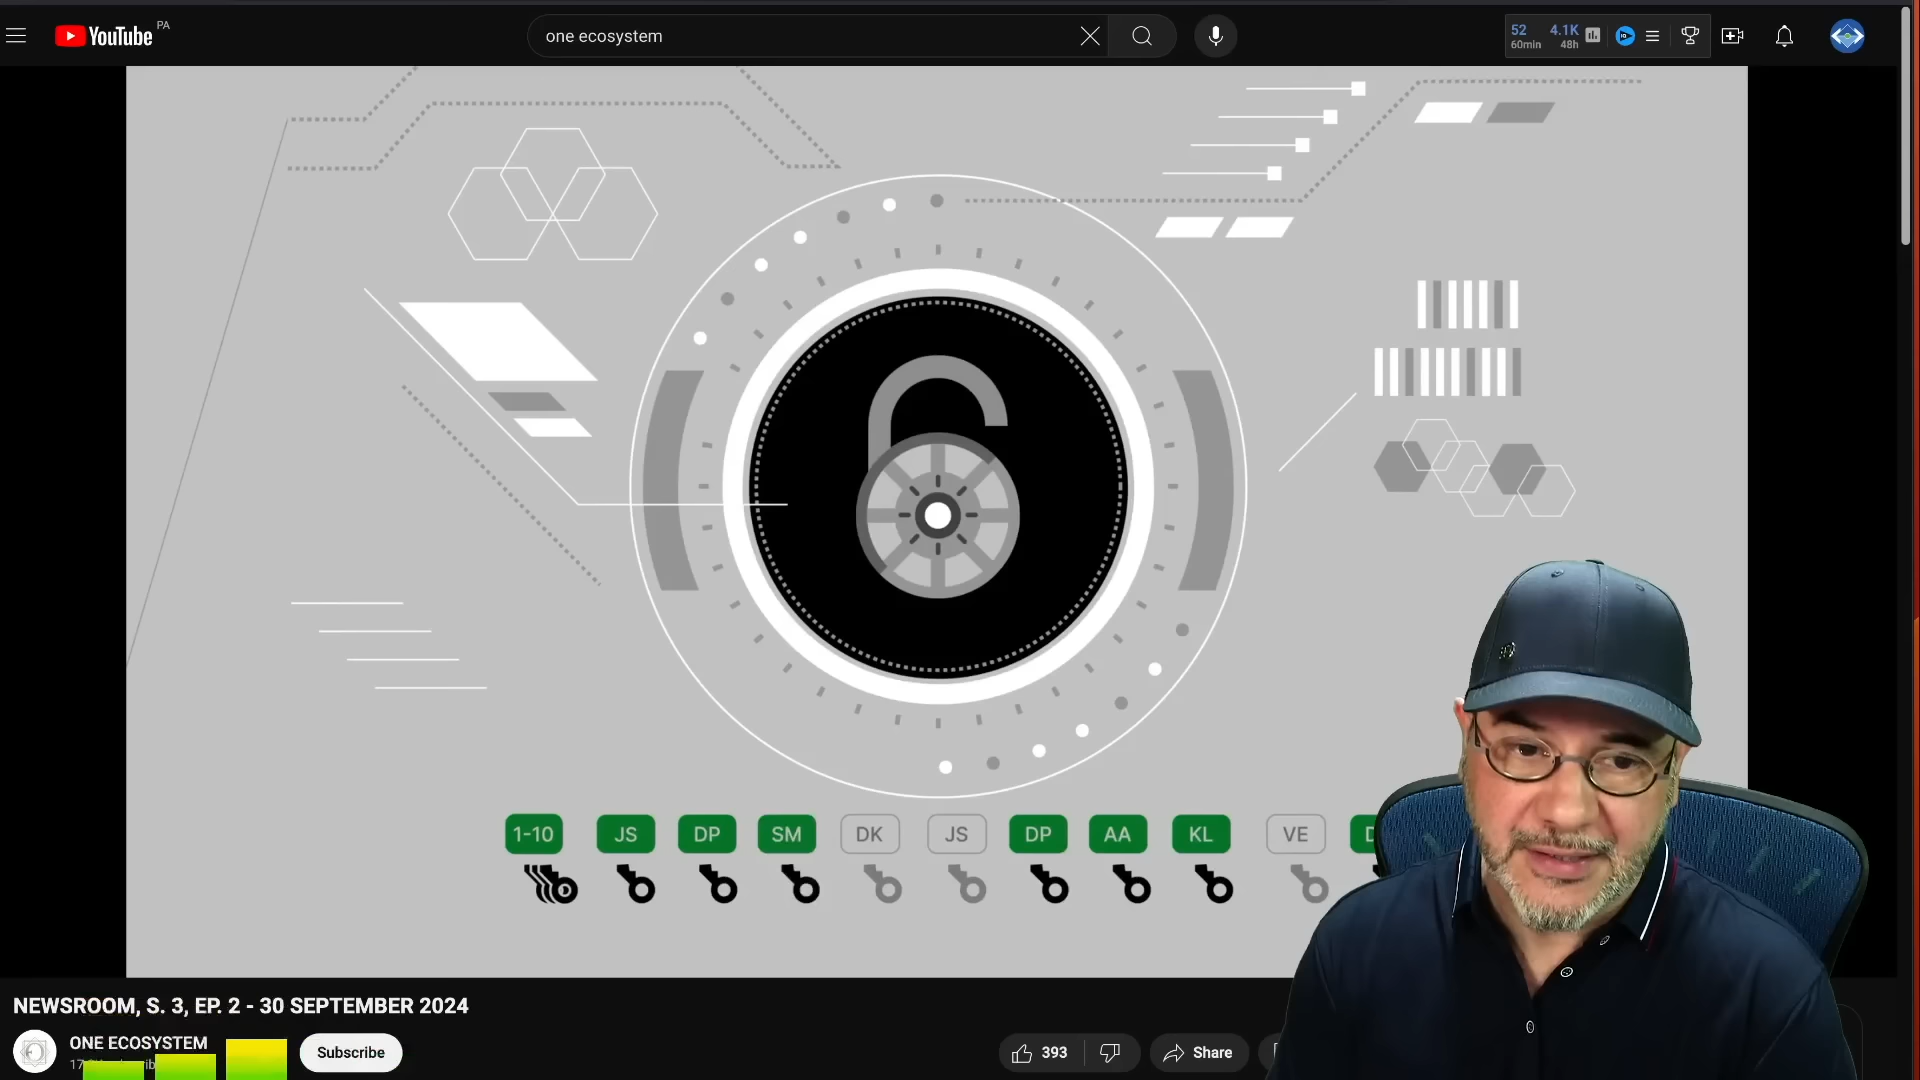 YouTube PA
one ecosystem
52 4.1K
60min 48h
1-10 JS DP SM DK JS DP AA KL VE
NEWSROOM, S. 3, EP. 2 - 30 SEPTEMBER 2024
ONE ECOSYSTEM
Subscribe
393
Share